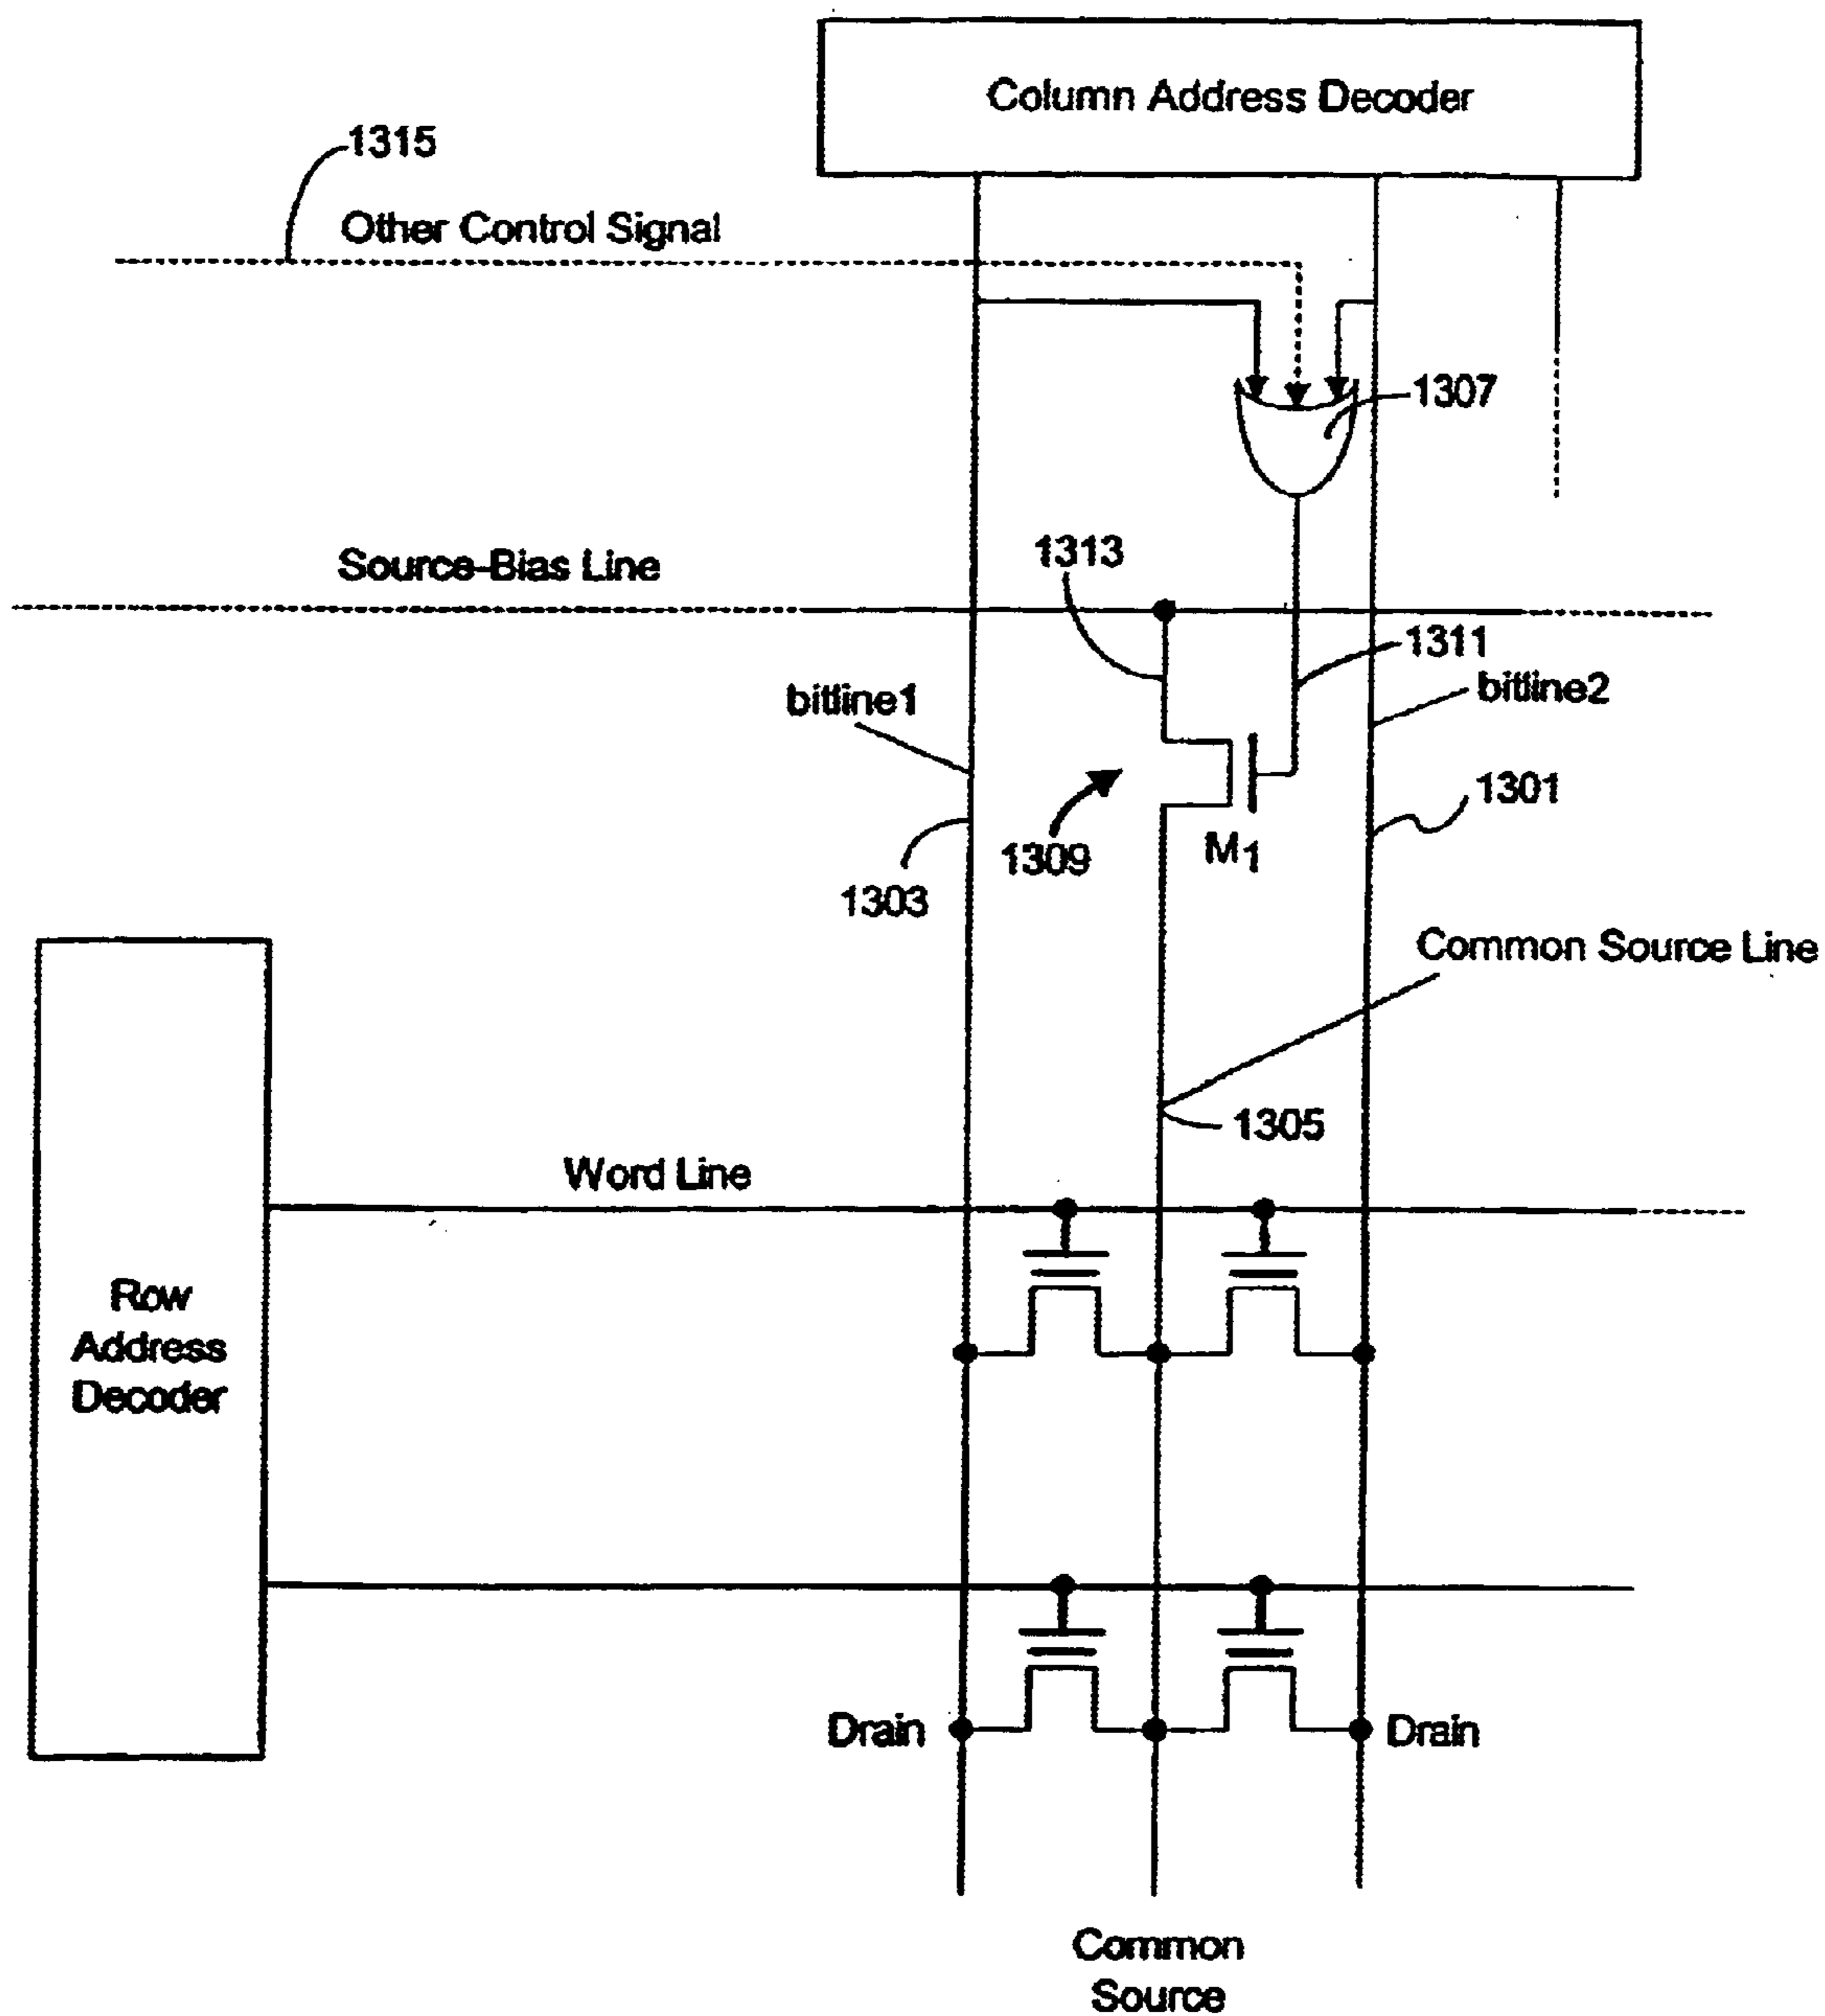 Column Address Decoder
1315
Other Control Signal
1307
Source-Bias Line
1313
1311
bitline1
bitline2
1301
1309
M1
1303
Common Source Line
1305
Word Line
Row
Address
Decoder
Drain
Drain
Common
Source